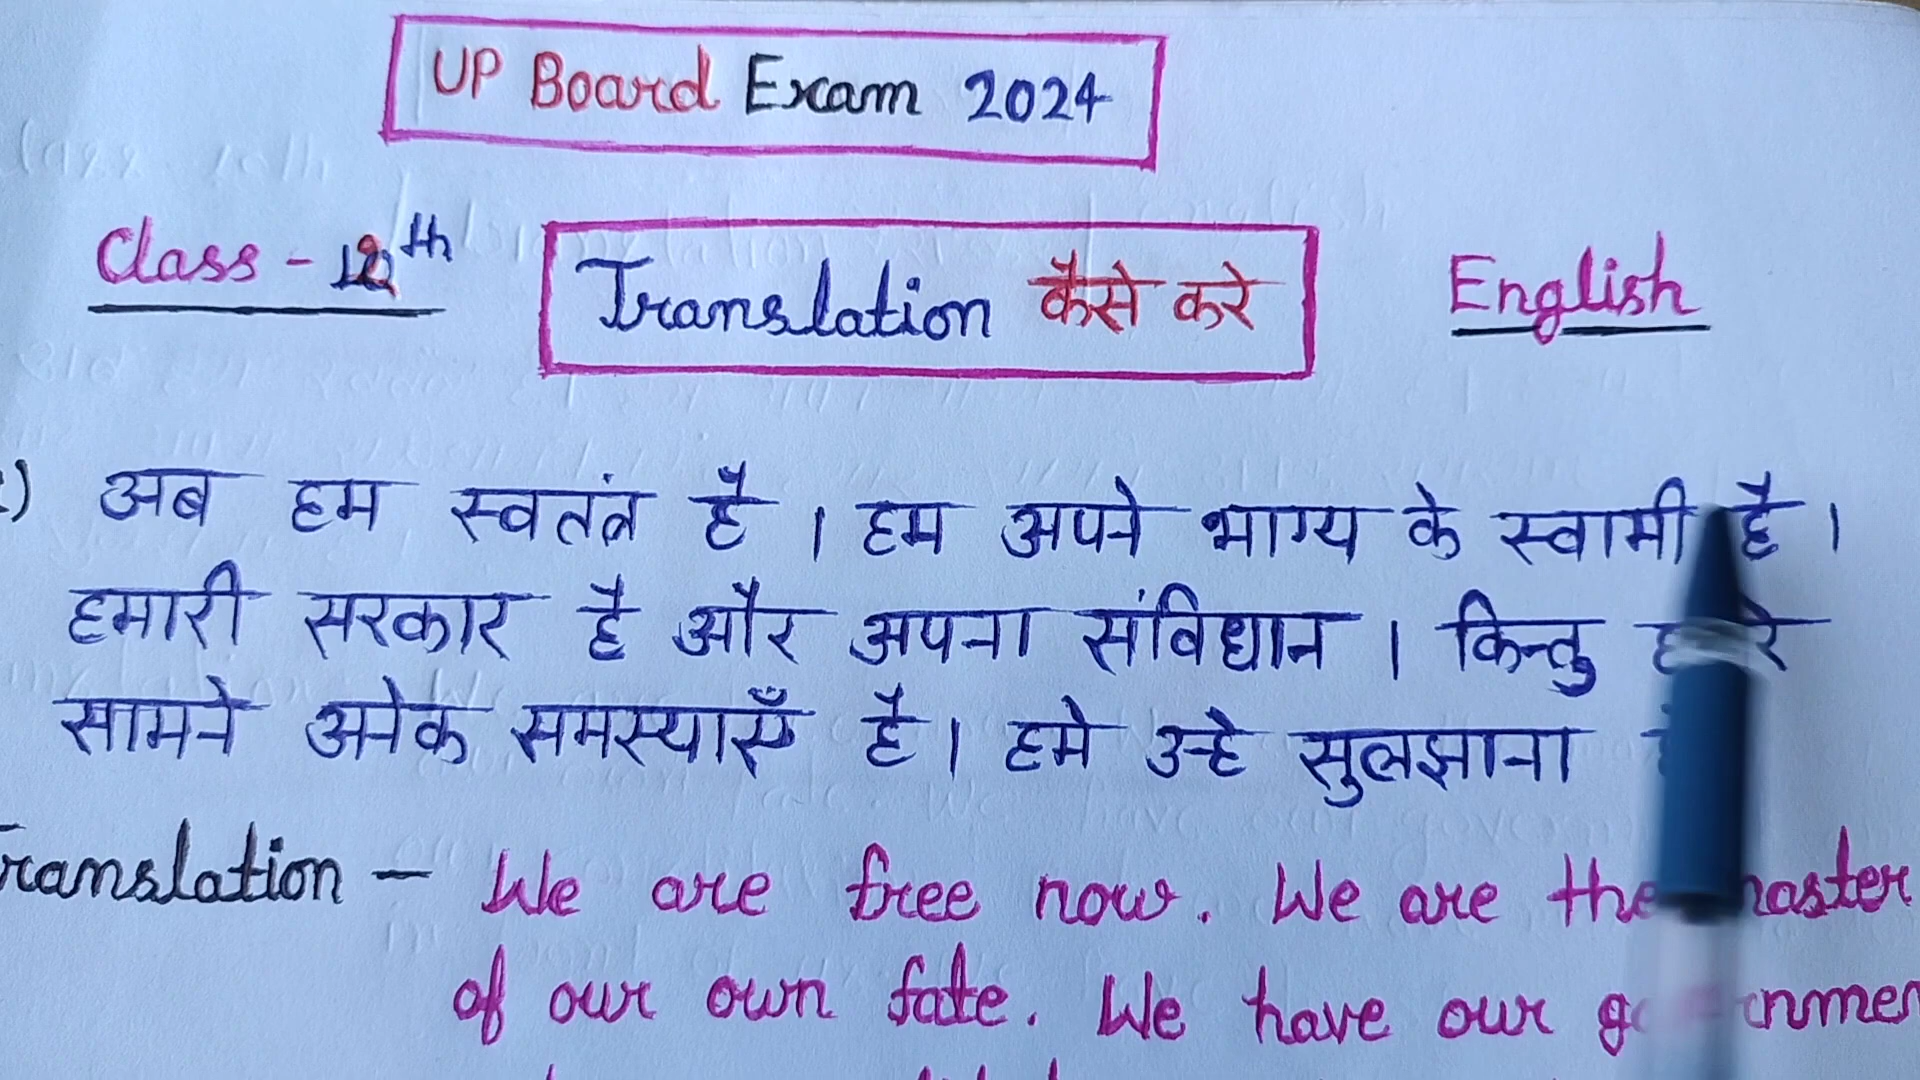 UP Board Exam 2024
Class - 12th
Translation कैसे करे
English
अब हम स्वतंत्र है । हम अपने भाग्य के स्वामी है ।
हमारी सरकार है और अपना संविधान । किन्तु
सामने अनेक समस्याएँ है । हमे उन्हे सुलझाना
Translation – We are free now. We are the master
of our own fate. We have our